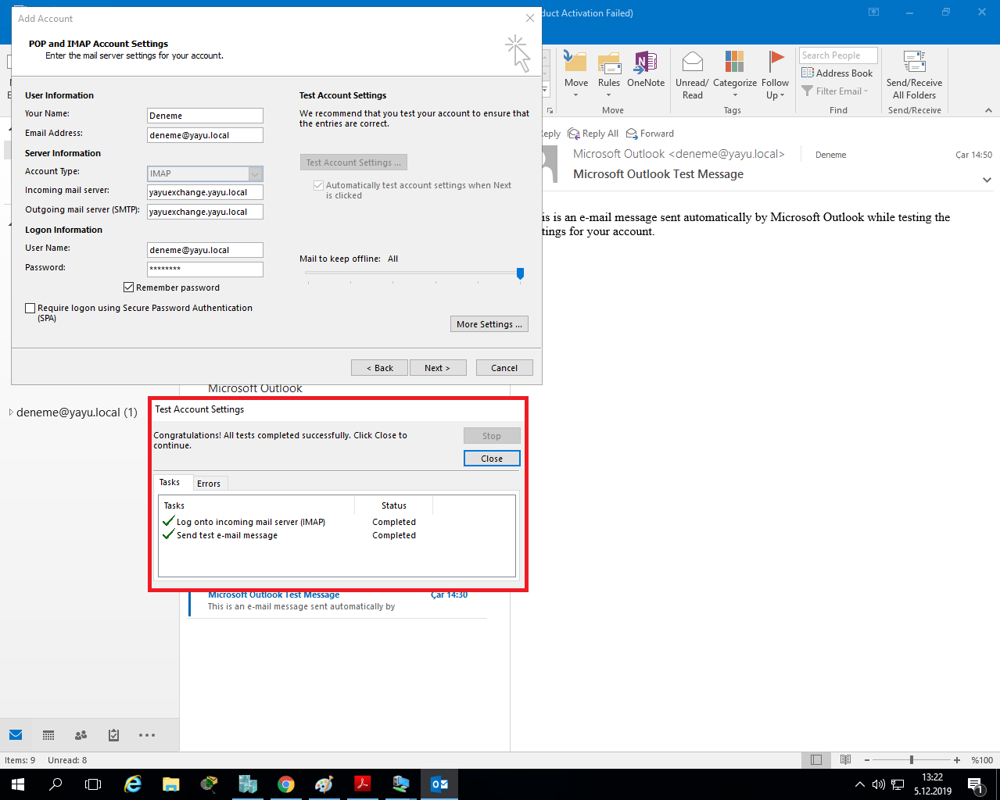 Add Account
duct Activation Failed)
POP and IMAP Account Settings
Enter the mail server settings for your account.
User Information
Your Name:
Deneme
Email Address:
deneme@yayu.local
Server Information
Account Type:
IMAP
Incoming mail server:
yayuexchange.yayu.local
Outgoing mail server (SMTP):
yayuexchange.yayu.local
Logon Information
User Name:
deneme@yayu.local
Password:
********
Remember password
Require logon using Secure Password Authentication
(SPA)
Test Account Settings
We recommend that you test your account to ensure that
the entries are correct.
Test Account Settings ...
Automatically test account settings when Next
is clicked
Mail to keep offline: All
More Settings ...
< Back
Next >
Cancel
Move
Rules
OneNote
Move
Unread/
Read
Categorize
Follow
Up
Tags
Search People
Address Book
Filter Email
Find
Send/Receive
All Folders
Send/Receive
eply
Reply All
Forward
Microsoft Outlook <deneme@yayu.local>
Deneme
Çar 14:50
Microsoft Outlook Test Message
is is an e-mail message sent automatically by Microsoft Outlook while testing the
tings for your account.
Microsoft Outlook
deneme@yayu.local (1)
Test Account Settings
Congratulations! All tests completed successfully. Click Close to
continue.
Stop
Close
Tasks
Errors
Tasks Status
Log onto incoming mail server (IMAP) Completed
Send test e-mail message Completed
Microsoft Outlook Test Message Çar 14:30
This is an e-mail message sent automatically by
Items: 9 Unread: 8
%100
13:22
5.12.2019
1